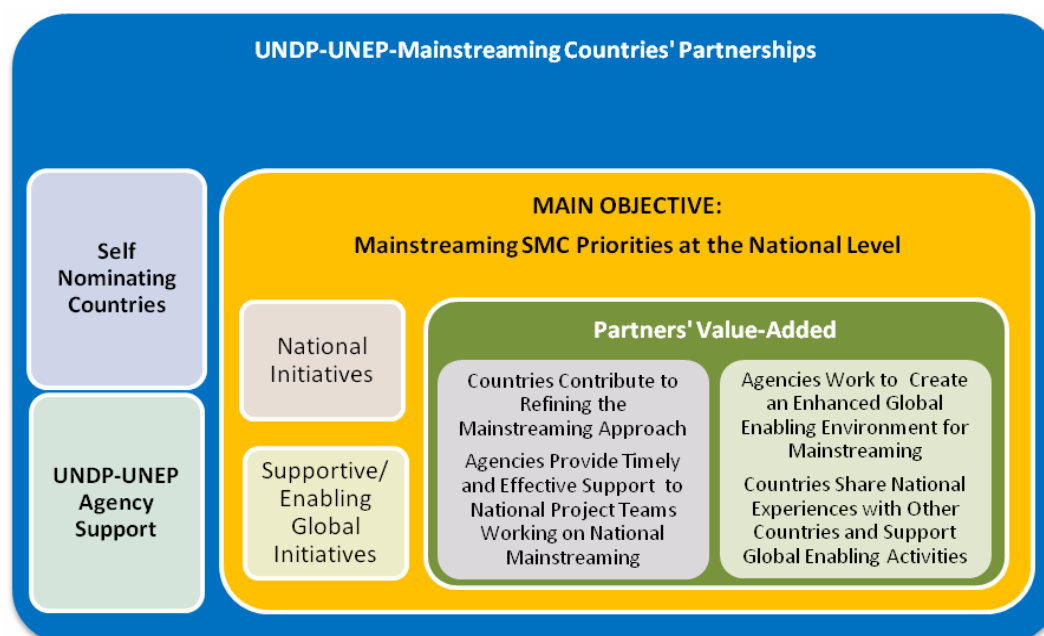 UNDP-UNEP-Mainstreaming Countries' Partnerships
Self
Nominating
Countries
UNDP-UNEP
Agency
Support
MAIN OBJECTIVE:
Mainstreaming SMC Priorities at the National Level
National
Initiatives
Supportive/
Enabling
Global
Initiatives
Partners' Value-Added
Countries Contribute to
Refining the
Mainstreaming Approach
Agencies Provide Timely
and Effective Support to
National Project Teams
Working on National
Mainstreaming
Agencies Work to Create
an Enhanced Global
Enabling Environment for
Mainstreaming
Countries Share National
Experiences with Other
Countries and Support
Global Enabling Activities